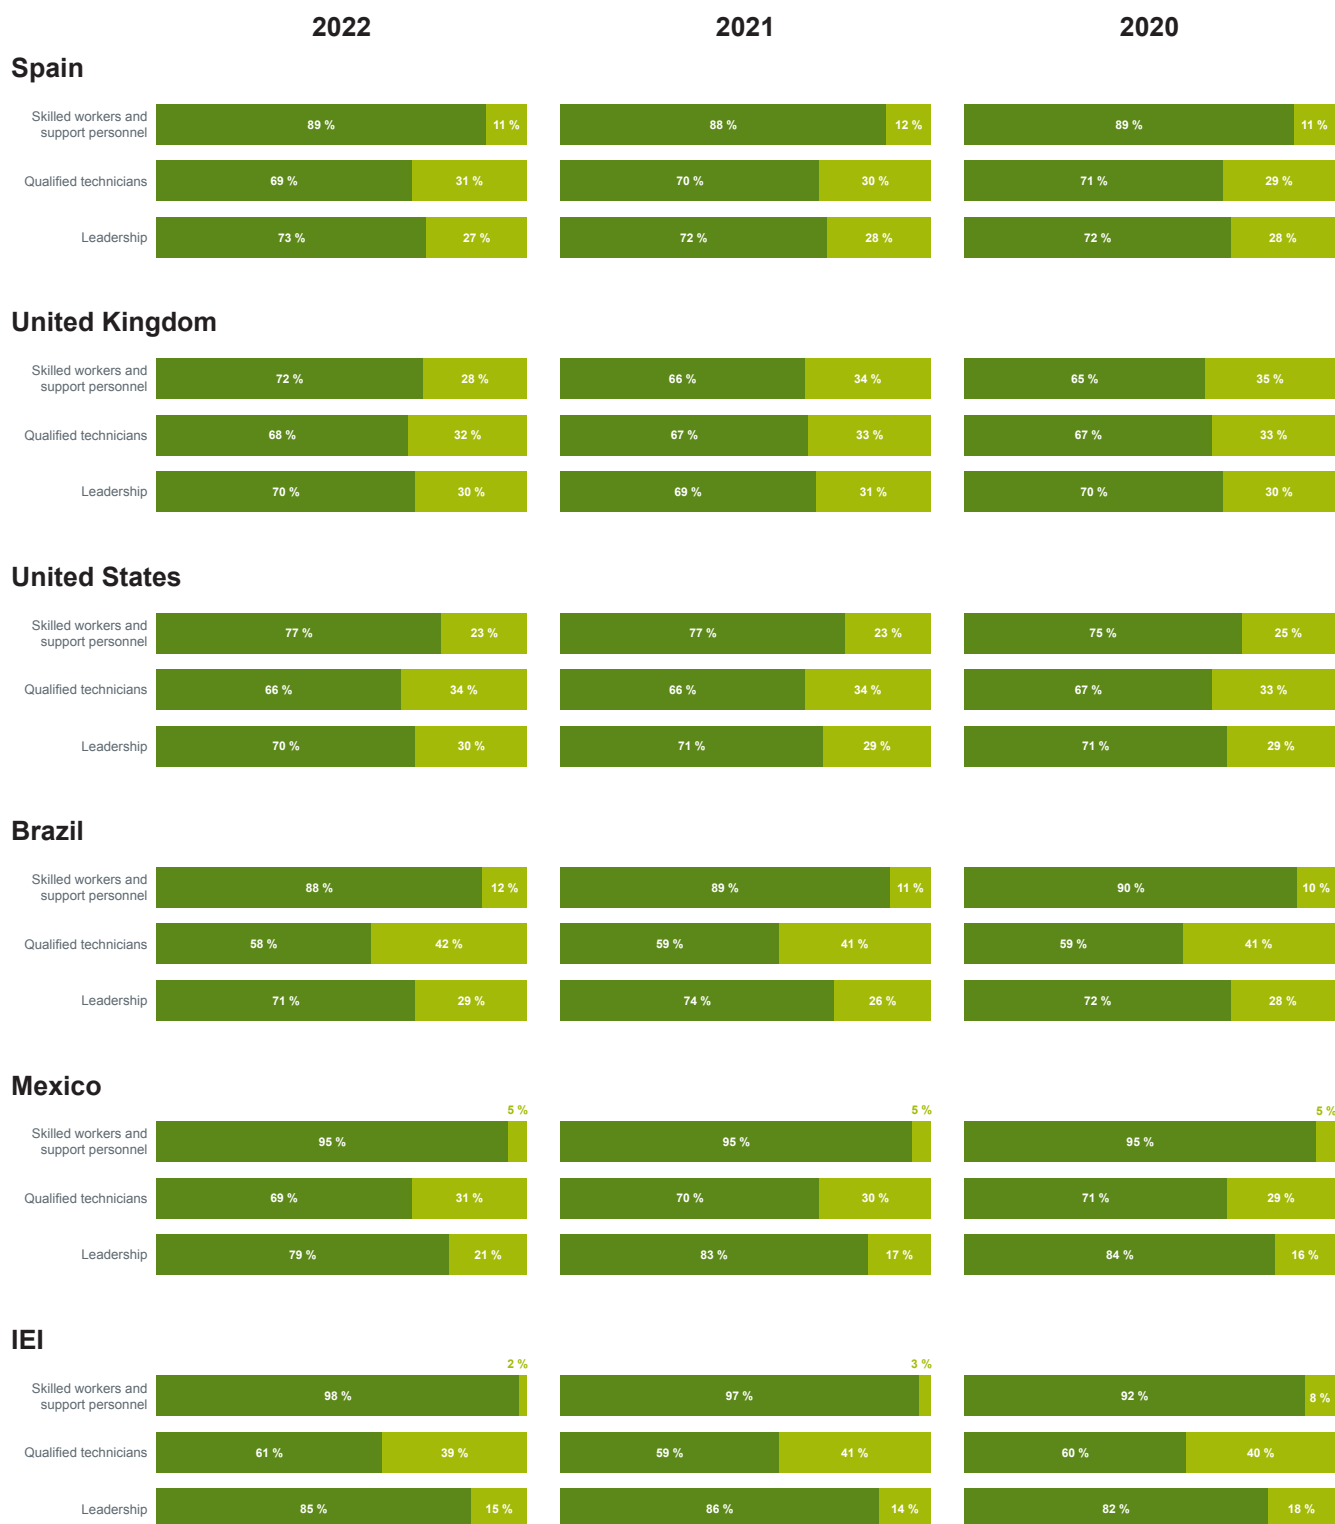 2022 2021 2020
Spain
Skilled workers and
support personnel
89 % 11 % 88 % 12 % 89 % 11 %
Qualified technicians 69 % 31 % 70 % 30 % 71 % 29 %
Leadership 73 % 27 % 72 % 28 % 72 % 28 %
United Kingdom
Skilled workers and
support personnel
72 % 28 % 66 % 34 % 65 % 35 %
Qualified technicians 68 % 32 % 67 % 33 % 67 % 33 %
Leadership 70 % 30 % 69 % 31 % 70 % 30 %
United States
Skilled workers and
support personnel
77 % 23 % 77 % 23 % 75 % 25 %
Qualified technicians 66 % 34 % 66 % 34 % 67 % 33 %
Leadership 70 % 30 % 71 % 29 % 71 % 29 %
Brazil
Skilled workers and
support personnel
88 % 12 % 89 % 11 % 90 % 10 %
Qualified technicians 58 % 42 % 59 % 41 % 59 % 41 %
Leadership 71 % 29 % 74 % 26 % 72 % 28 %
Mexico
5 % 5 % 5 %
Skilled workers and
support personnel
95 % 95 % 95 %
Qualified technicians 69 % 31 % 70 % 30 % 71 % 29 %
Leadership 79 % 21 % 83 % 17 % 84 % 16 %
IEI
2 % 3 %
Skilled workers and
support personnel
98 % 97 % 92 % 8 %
Qualified technicians 61 % 39 % 59 % 41 % 60 % 40 %
Leadership 85 % 15 % 86 % 14 % 82 % 18 %